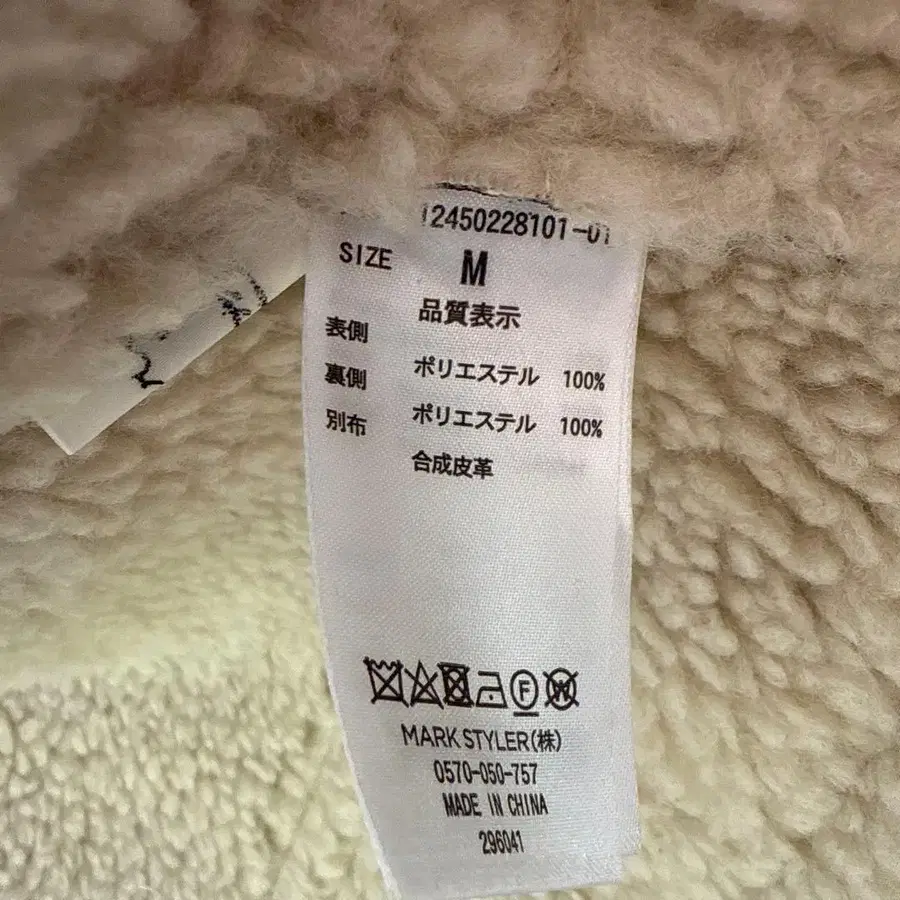 12450228101-01
SIZE M
品質表示
表側 ポリエステル 100%
裏側 ポリエステル 100%
別布 合成皮革
MARK STYLER(株)
0570-050-757
MADE IN CHINA
296041